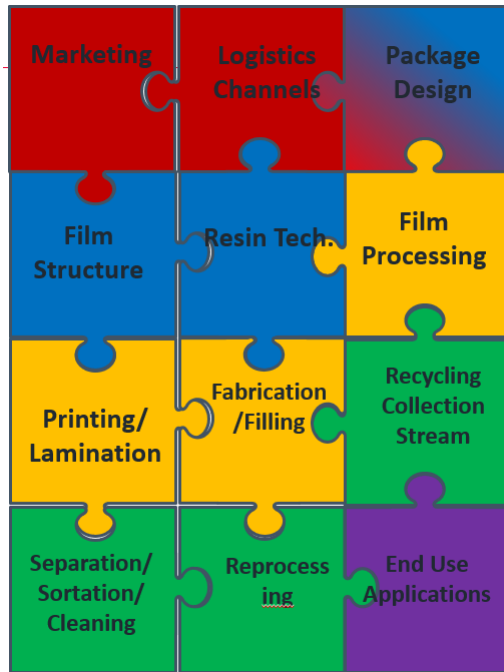 Marketing
Logistics
Channels
Package
Design
Film
Structure
Resin Tech.
Film
Processing
Printing/
Lamination
Fabrication
/Filling
Recycling
Collection
Stream
Separation/
Sortation/
Cleaning
Reprocess
ing
End Use
Applications